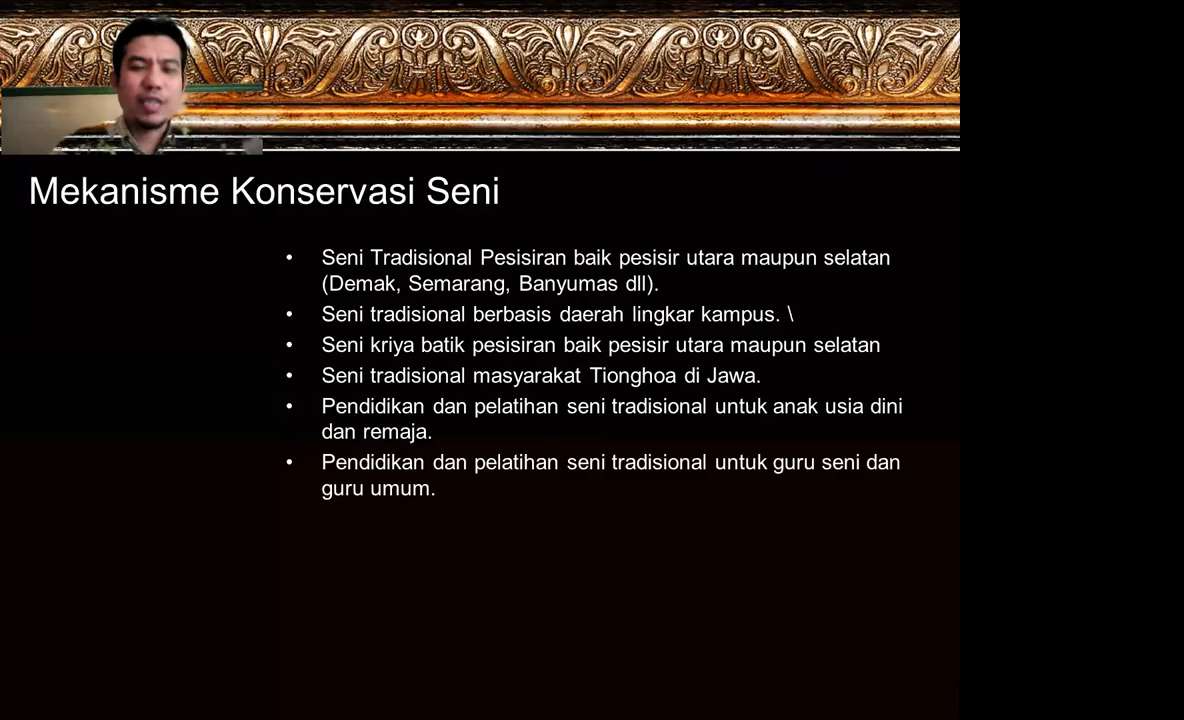 Mekanisme Konservasi Seni
• Seni Tradisional Pesisiran baik pesisir utara maupun selatan
(Demak, Semarang, Banyumas dll).
• Seni tradisional berbasis daerah lingkar kampus. \
• Seni kriya batik pesisiran baik pesisir utara maupun selatan
• Seni tradisional masyarakat Tionghoa di Jawa.
• Pendidikan dan pelatihan seni tradisional untuk anak usia dini
dan remaja.
• Pendidikan dan pelatihan seni tradisional untuk guru seni dan
guru umum.